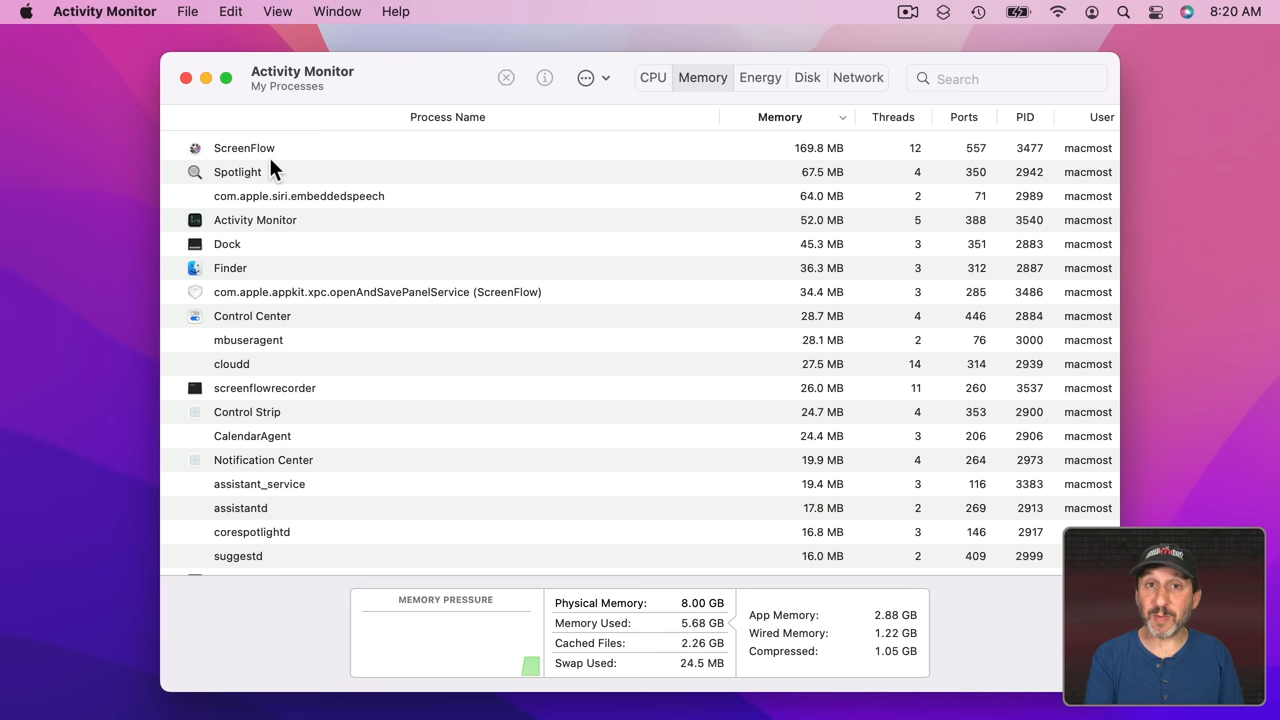 Activity Monitor File Edit View Window Help 8:20 AM
Activity Monitor
My Processes
CPU Memory Energy Disk Network Search
Process Name Memory Threads Ports PID User
ScreenFlow 169.8 MB 12 557 3477 macmost
Spotlight 67.5 MB 4 350 2942 macmost
com.apple.siri.embeddedspeech 64.0 MB 2 71 2989 macmost
Activity Monitor 52.0 MB 5 388 3540 macmost
Dock 45.3 MB 3 351 2883 macmost
Finder 36.3 MB 3 312 2887 macmost
com.apple.appkit.xpc.openAndSavePanelService (ScreenFlow) 34.4 MB 3 285 3486 macmost
Control Center 28.7 MB 4 446 2884 macmost
mbuseragent 28.1 MB 2 76 3000 macmost
cloudd 27.5 MB 14 314 2939 macmost
screenflowrecorder 26.0 MB 11 260 3537 macmost
Control Strip 24.7 MB 4 353 2900 macmost
CalendarAgent 24.4 MB 3 206 2906 macmost
Notification Center 19.9 MB 4 264 2973 macmost
assistant_service 19.4 MB 3 116 3383 macmost
assistantd 17.8 MB 2 269 2913 macmost
corespotlightd 16.8 MB 3 146 2917
suggestd 16.0 MB 2 409 2999
MEMORY PRESSURE
Physical Memory: 8.00 GB
Memory Used: 5.68 GB
Cached Files: 2.26 GB
Swap Used: 24.5 MB
App Memory: 2.88 GB
Wired Memory: 1.22 GB
Compressed: 1.05 GB